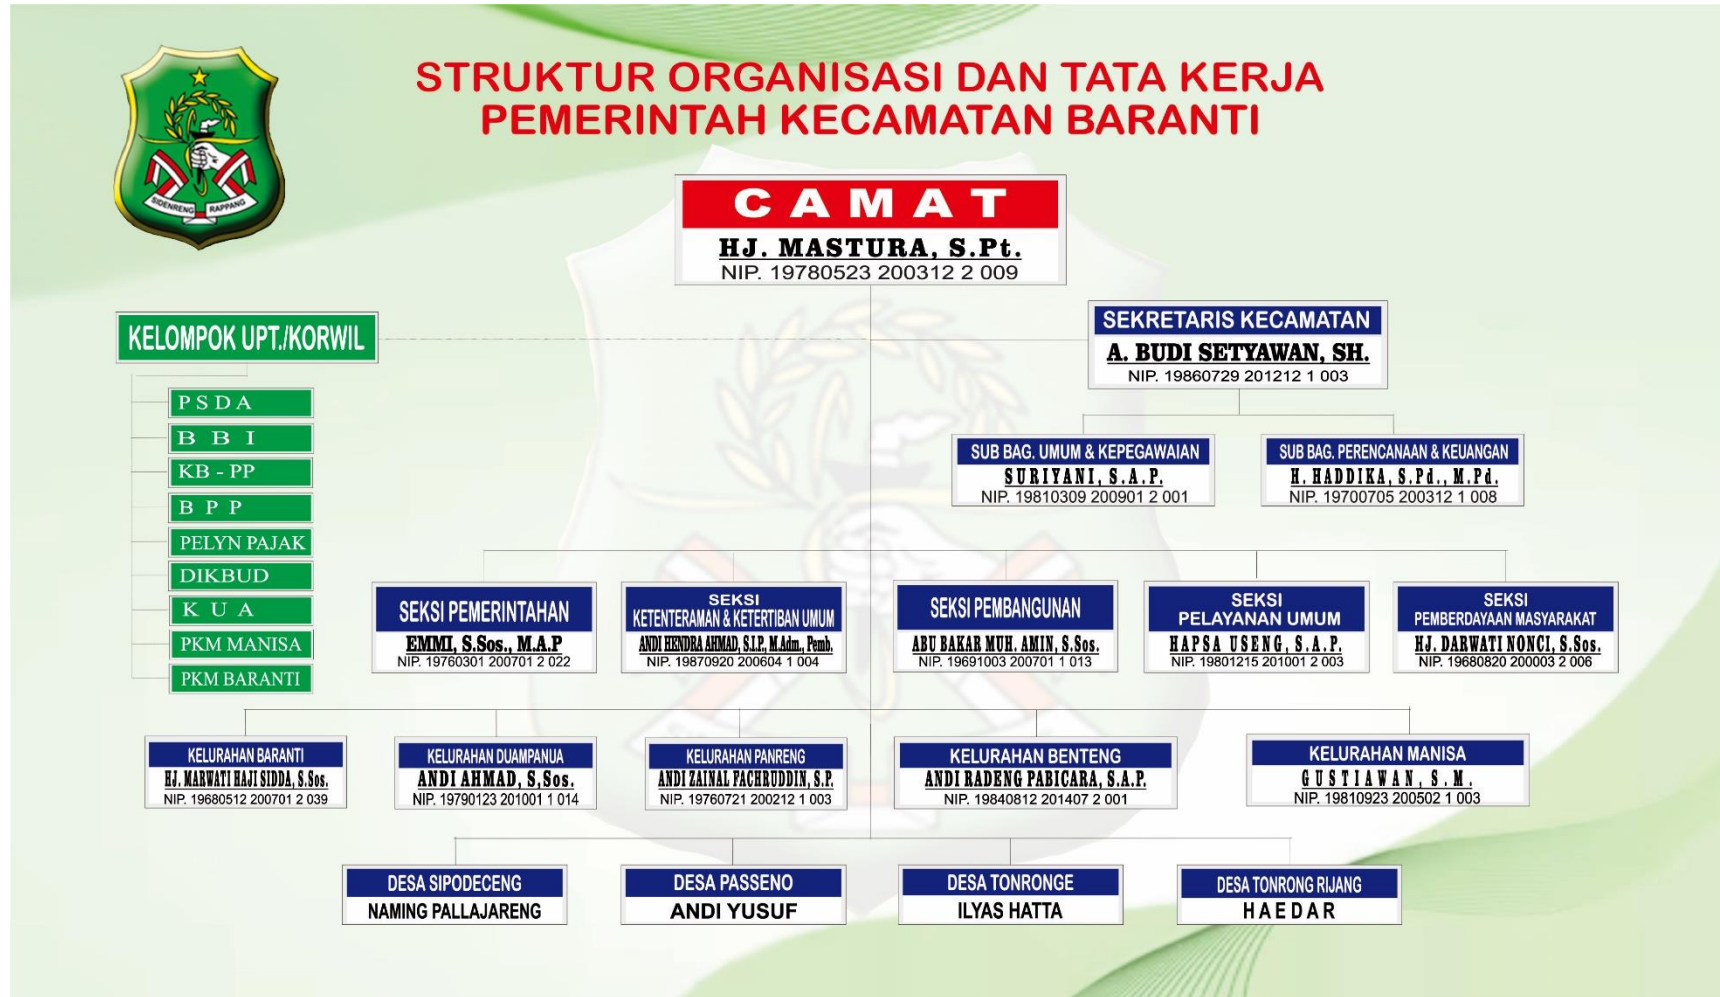 STRUKTUR ORGANISASI DAN TATA KERJA
PEMERINTAH KECAMATAN BARANTI
SIDENRENG RAPPANG
CAMAT
HJ. MASTURA, S.Pt.
NIP. 19780523 200312 2 009
KELOMPOK UPT./KORWIL
PSDA
BBI
KB - PP
BPP
PELYN PAJAK
DIKBUD
KUA
PKM MANISA
PKM BARANTI
SEKRETARIS KECAMATAN
A. BUDI SETYAWAN, SH.
NIP. 19860729 201212 1 003
SUB BAG. UMUM & KEPEGAWAIAN
SURIYANI, S.A.P.
NIP. 19810309 200901 2 001
SUB BAG. PERENCANAAN & KEUANGAN
H. HADDIKA, S.Pd., M.Pd.
NIP. 19700705 200312 1 008
SEKSI PEMERINTAHAN
EMMI, S.Sos., M.A.P
NIP. 19760301 200701 2 022
SEKSI
KETENTERAMAN & KETERTIBAN UMUM
ANDI HENDRA AHMAD, S.I.P., M.Adm., Pemb.
NIP. 19870920 200604 1 004
SEKSI PEMBANGUNAN
ABU BAKAR MUH. AMIN, S.Sos.
NIP. 19691003 200701 1 013
SEKSI
PELAYANAN UMUM
HAPSA USENG, S.A.P.
NIP. 19801215 201001 2 003
SEKSI
PEMBERDAYAAN MASYARAKAT
HJ. DARWATI NONCI, S.Sos.
NIP. 19680820 200003 2 006
KELURAHAN BARANTI
HJ. MARWATI HAJI SIDDA, S.Sos.
NIP. 19680512 200701 2 039
KELURAHAN DUAMPANUA
ANDI AHMAD, S,Sos.
NIP. 19790123 201001 1 014
KELURAHAN PANRENG
ANDI ZAINAL FACHRUDDIN, S.P.
NIP. 19760721 200212 1 003
KELURAHAN BENTENG
ANDI RADENG PABICARA, S.A.P.
NIP. 19840812 201407 2 001
KELURAHAN MANISA
GUSTIAWAN, S.M.
NIP. 19810923 200502 1 003
DESA SIPODECENG
NAMING PALLAJARENG
DESA PASSENO
ANDI YUSUF
DESA TONRONGE
ILYAS HATTA
DESA TONRONG RIJANG
HAEDAR